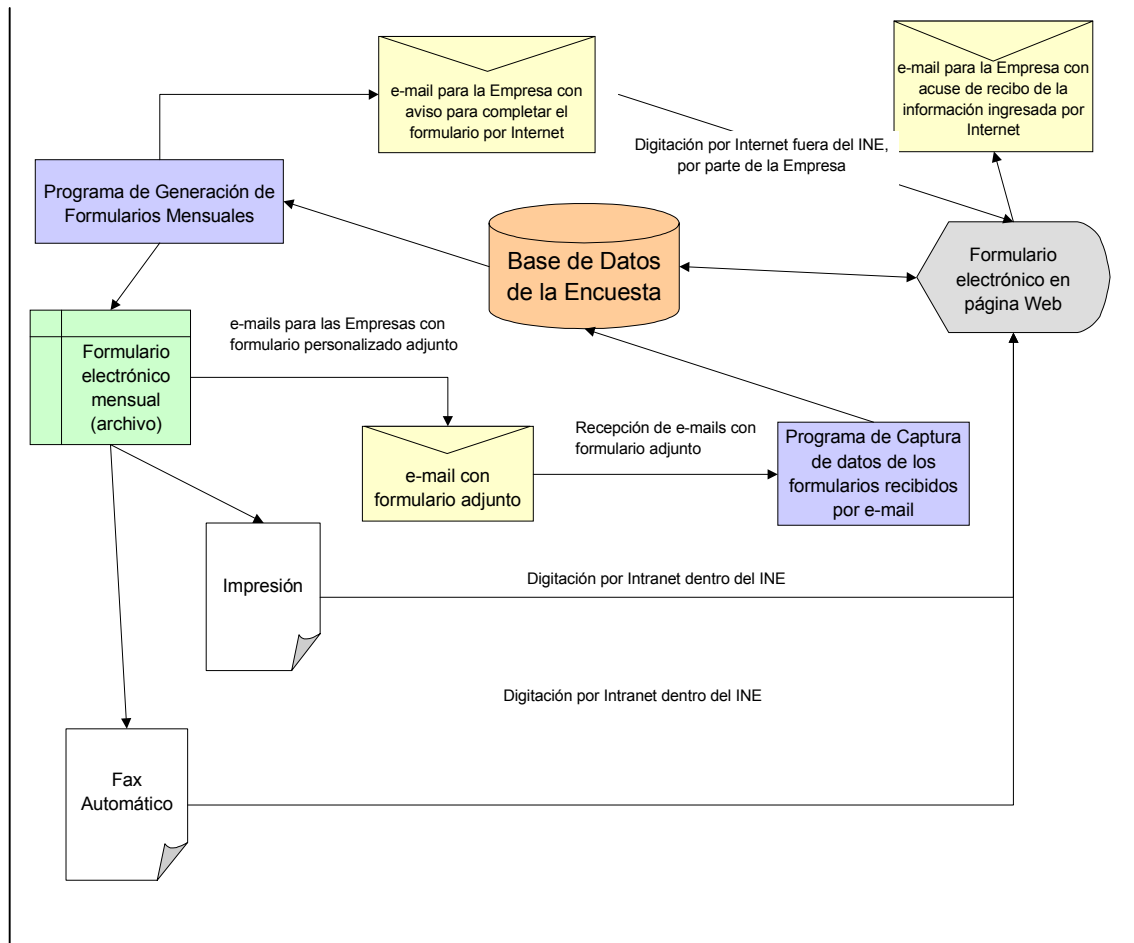 e-mail para la Empresa con
aviso para completar el
formulario por Internet
e-mail para la Empresa con
acuse de recibo de la
información ingresada por
Internet
Digitación por Internet fuera del INE,
por parte de la Empresa
Programa de Generación de
Formularios Mensuales
Base de Datos
de la Encuesta
Formulario
electrónico en
página Web
e-mails para las Empresas con
formulario personalizado adjunto
Formulario
electrónico
mensual
(archivo)
Recepción de e-mails con
formulario adjunto
e-mail con
formulario adjunto
Programa de Captura
de datos de los
formularios recibidos
por e-mail
Impresión
Digitación por Intranet dentro del INE
Digitación por Intranet dentro del INE
Fax
Automático